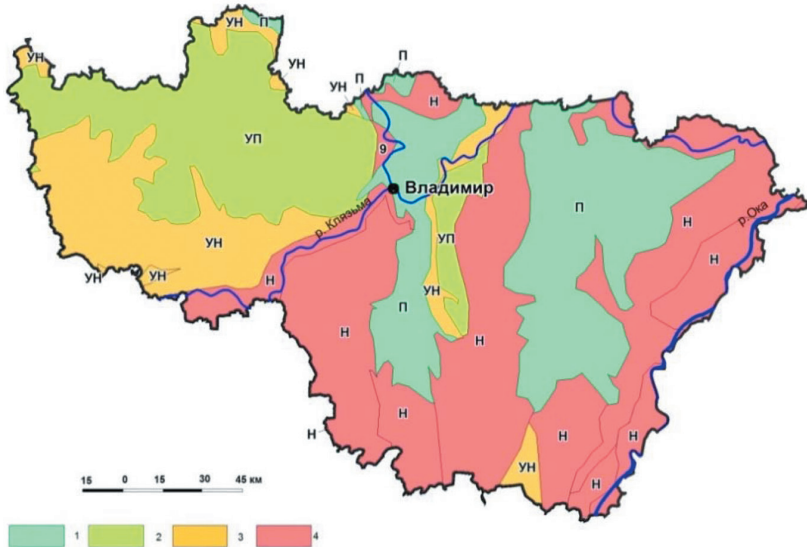 УН
П
УН
УН
П
П
УН
Н
УП
9
Владимир
р. Клязьма
П
Н
р.Ока
УП
УН
Н
УН
УН
Н
УН
П
Н
Н
Н
Н
Н
Н
Н
УН
Н
15 0 15 30 45 км
1 2 3 4